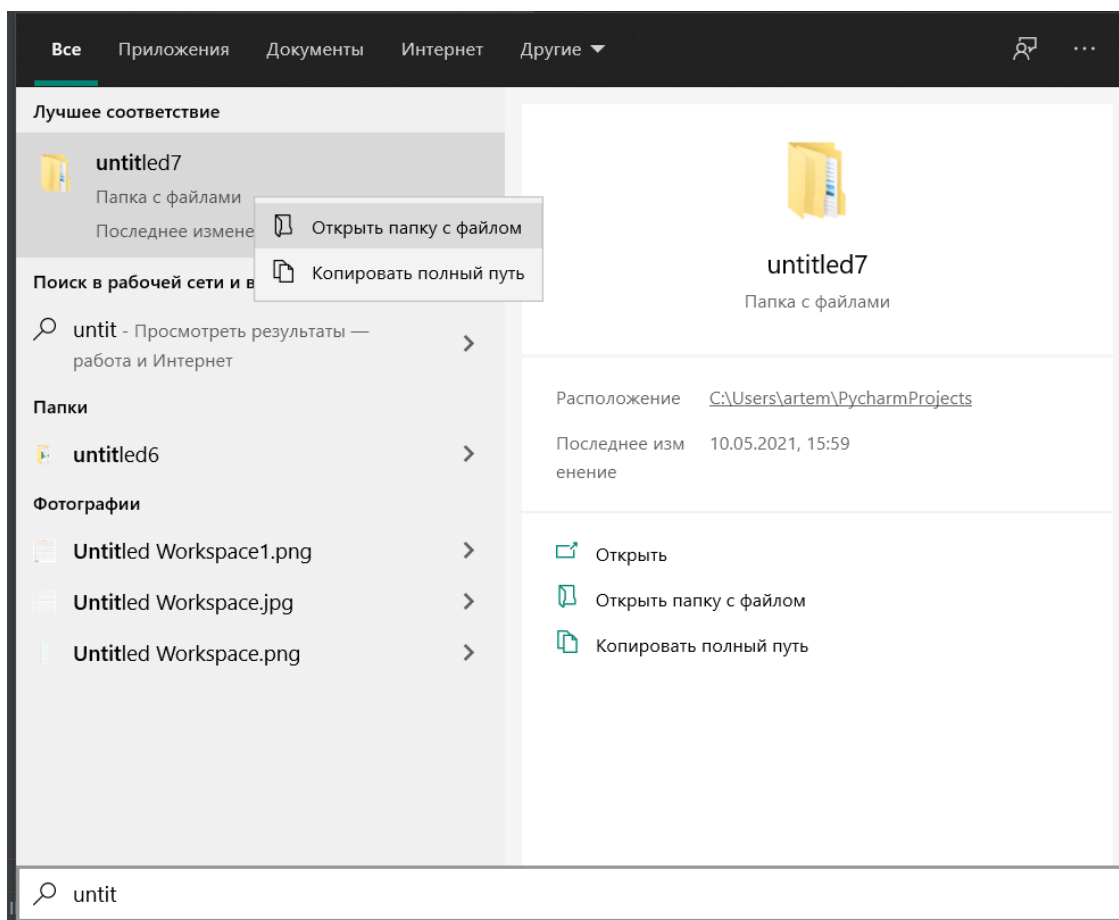 Все Приложения Документы Интернет Другие
Лучшее соответствие
untitled7
Папка с файлами
Последнее измене
Открыть папку с файлом
Копировать полный путь
Поиск в рабочей сети и в
untit - Просмотреть результаты —
работа и Интернет
Папки
untitled6
Фотографии
Untitled Workspace1.png
Untitled Workspace.jpg
Untitled Workspace.png
untitled7
Папка с файлами
Расположение C:\Users\artem\PycharmProjects
Последнее изм 10.05.2021, 15:59
енение
Открыть
Открыть папку с файлом
Копировать полный путь
untit